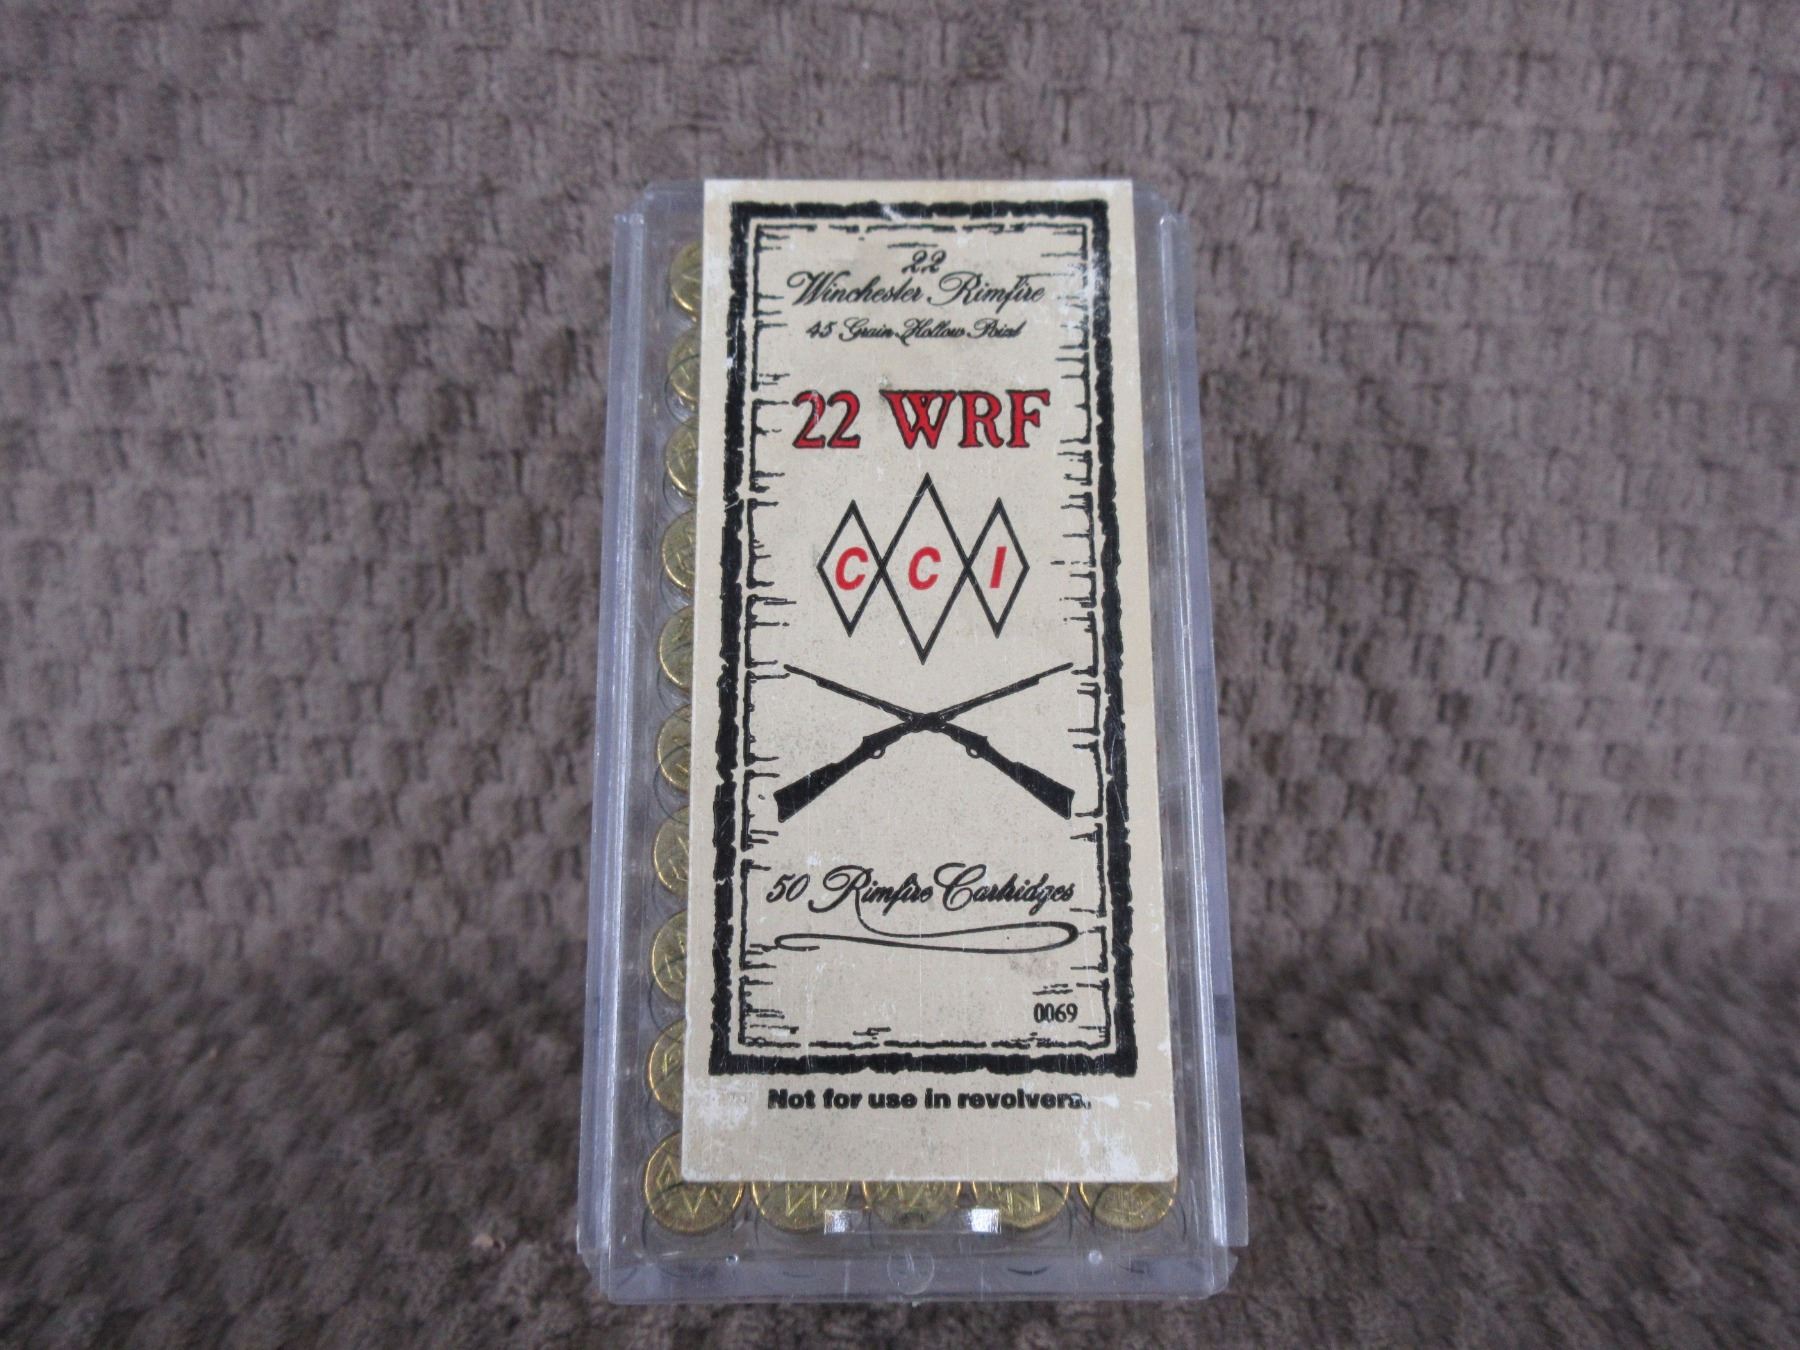 22
Winchester Rimfire
45 Grain Hollow Point
22 WRF
C C I
50 Rimfire Cartridges
0069
Not for use in revolvers.